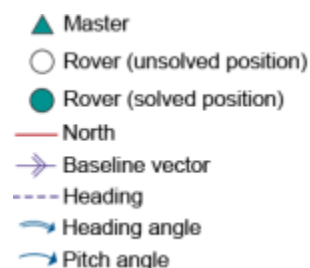 Master
Rover (unsolved position)
Rover (solved position)
North
Baseline vector
Heading
Heading angle
Pitch angle